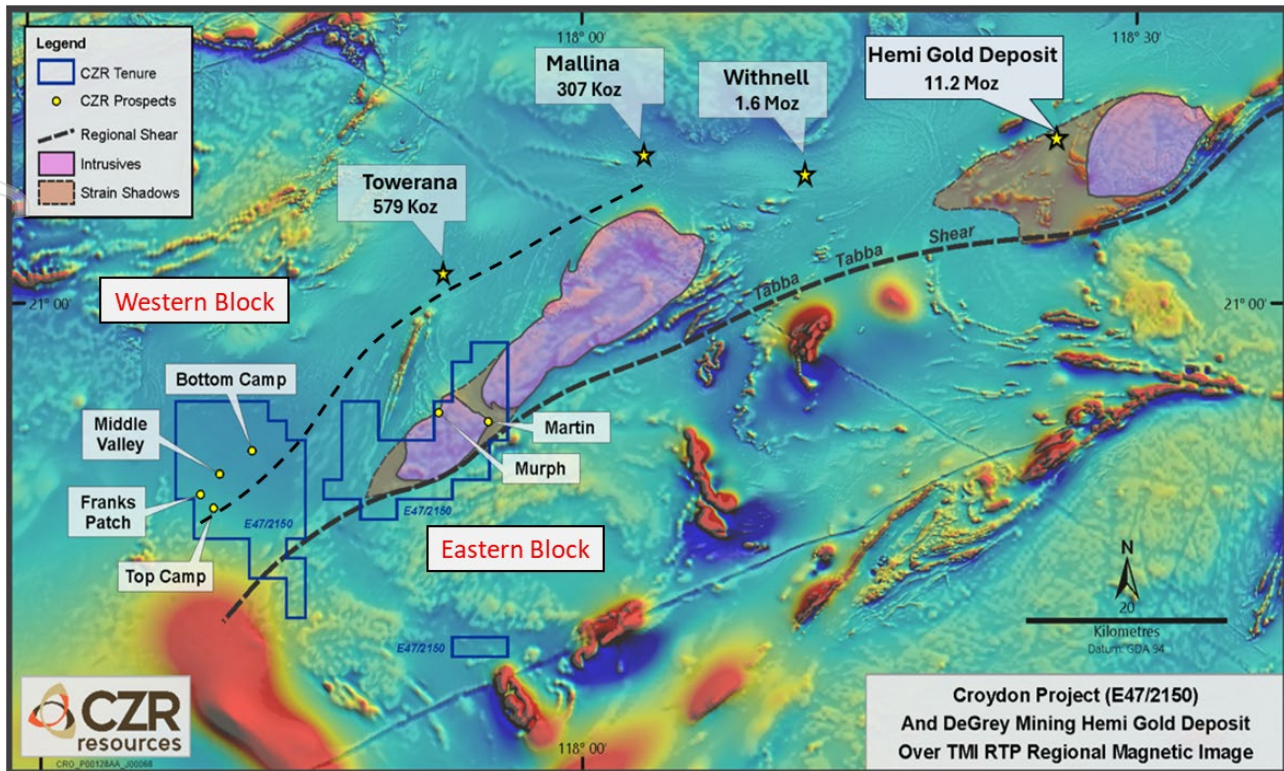 Legend
CZR Tenure
CZR Prospects
Regional Shear
Intrusives
Strain Shadows
118° 00'
118° 30'
Mallina
307 Koz
Withnell
1.6 Moz
Hemi Gold Deposit
11.2 Moz
Towerana
579 Koz
Tabba Tabba Shear
Western Block
21° 00'
21° 00'
Bottom Camp
Middle
Valley
Franks
Patch
Top Camp
E47/2150
Martin
Murph
E47/2150
Eastern Block
E47/2150
N
20
Kilometres
Datum: GDA 94
CZR
resources
CRO_P00128AA_J00068
118° 00'
Croydon Project (E47/2150)
And DeGrey Mining Hemi Gold Deposit
Over TMI RTP Regional Magnetic Image